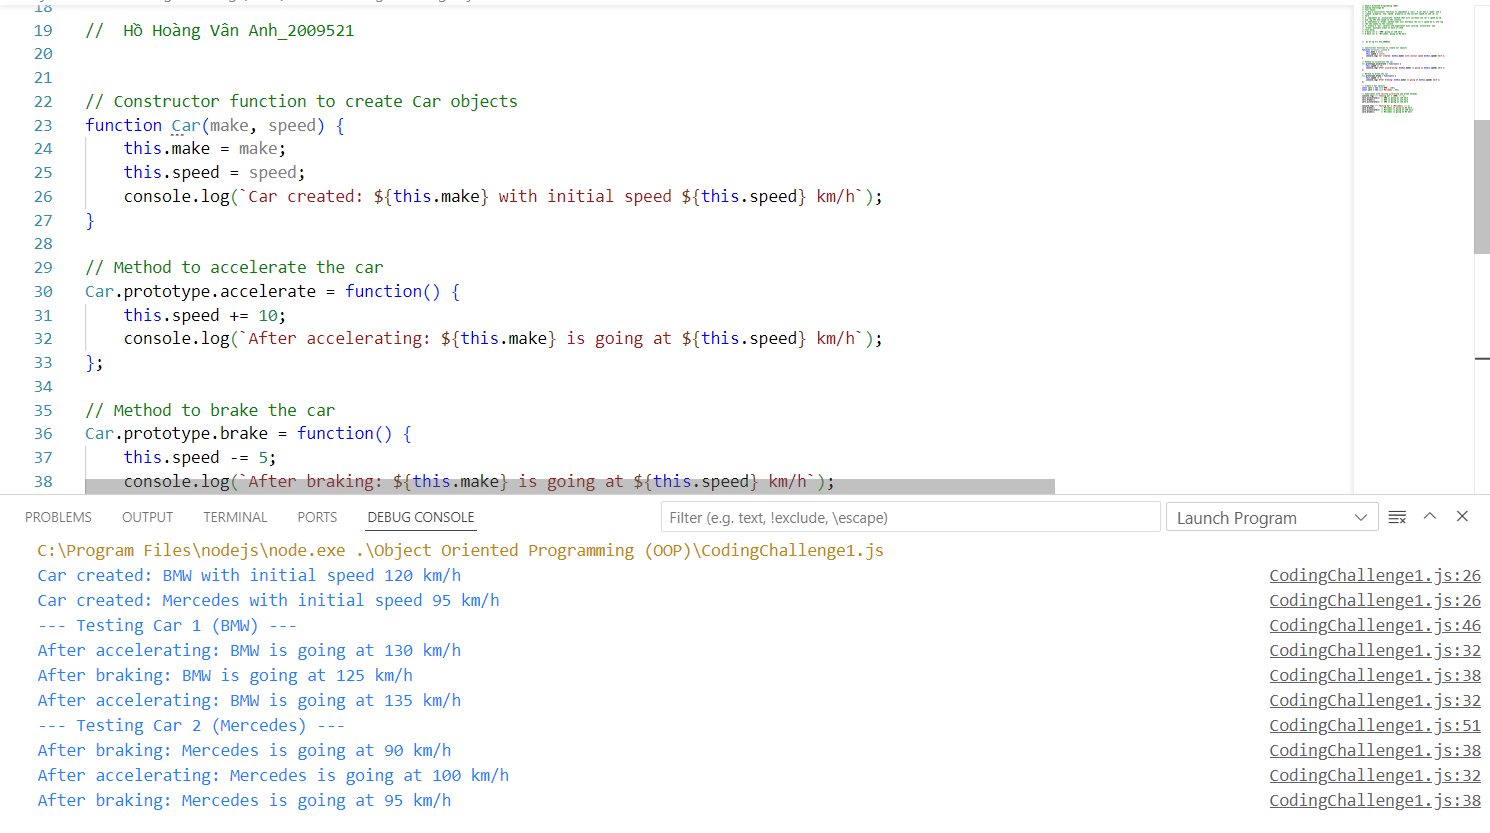 18
19 //  Hồ Hoàng Vân Anh_2009521
20
21
22 // Constructor function to create Car objects
23 function Car(make, speed) {
24     this.make = make;
25     this.speed = speed;
26     console.log(`Car created: ${this.make} with initial speed ${this.speed} km/h`);
27 }
28
29 // Method to accelerate the car
30 Car.prototype.accelerate = function() {
31     this.speed += 10;
32     console.log(`After accelerating: ${this.make} is going at ${this.speed} km/h`);
33 };
34
35 // Method to brake the car
36 Car.prototype.brake = function() {
37     this.speed -= 5;
38     console.log(`After braking: ${this.make} is going at ${this.speed} km/h`);
PROBLEMS OUTPUT TERMINAL PORTS DEBUG CONSOLE Filter (e.g. text, !exclude, \escape) Launch Program
C:\Program Files\nodejs\node.exe .\Object Oriented Programming (OOP)\CodingChallenge1.js
Car created: BMW with initial speed 120 km/h CodingChallenge1.js:26
Car created: Mercedes with initial speed 95 km/h CodingChallenge1.js:26
--- Testing Car 1 (BMW) --- CodingChallenge1.js:46
After accelerating: BMW is going at 130 km/h CodingChallenge1.js:32
After braking: BMW is going at 125 km/h CodingChallenge1.js:38
After accelerating: BMW is going at 135 km/h CodingChallenge1.js:32
--- Testing Car 2 (Mercedes) --- CodingChallenge1.js:51
After braking: Mercedes is going at 90 km/h CodingChallenge1.js:38
After accelerating: Mercedes is going at 100 km/h CodingChallenge1.js:32
After braking: Mercedes is going at 95 km/h CodingChallenge1.js:38